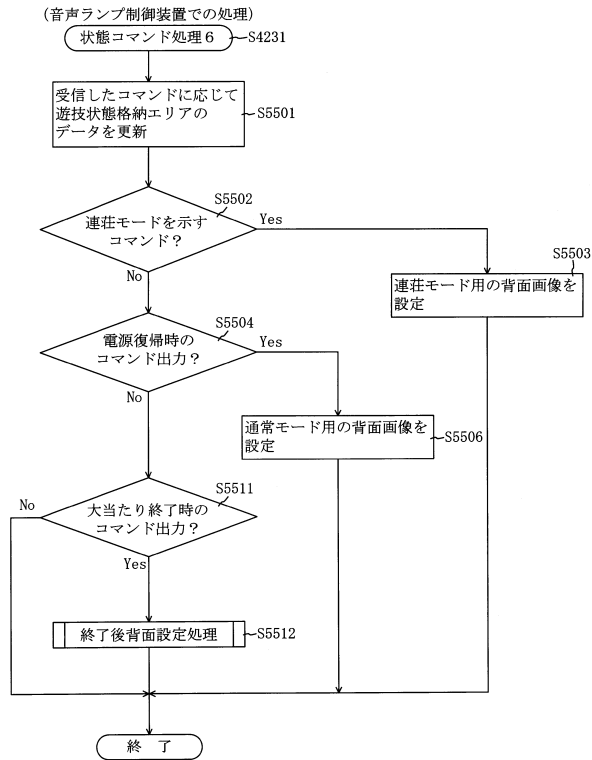 (音声ランプ制御装置での処理)
状態コマンド処理6
S4231
受信したコマンドに応じて
遊技状態格納エリアの
データを更新
S5501
S5502
連荘モードを示す
コマンド?
Yes
No
S5503
連荘モード用の背面画像を
設定
S5504
電源復帰時の
コマンド出力?
Yes
No
通常モード用の背面画像を
設定
S5506
S5511
大当たり終了時の
コマンド出力?
No
Yes
終了後背面設定処理
S5512
終 了